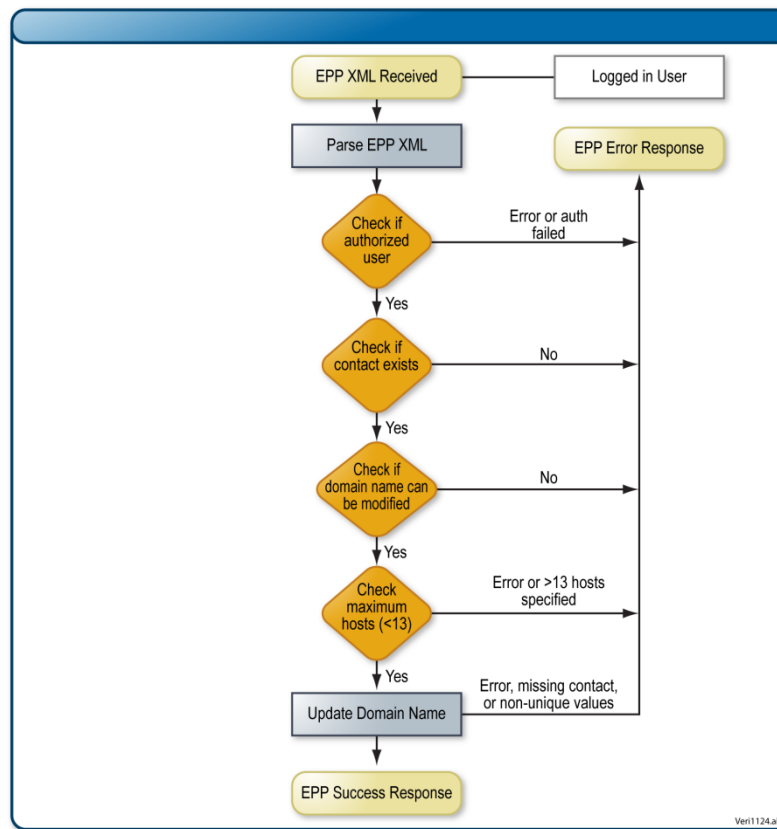 EPP XML Received
Logged in User
Parse EPP XML
EPP Error Response
Check if
authorized
user
Error or auth
failed
Yes
Check if
contact exists
No
Yes
Check if
domain name can
be modified
No
Yes
Check
maximum
hosts (<13)
Error or >13 hosts
specified
Yes
Update Domain Name
Error, missing contact,
or non-unique values
EPP Success Response